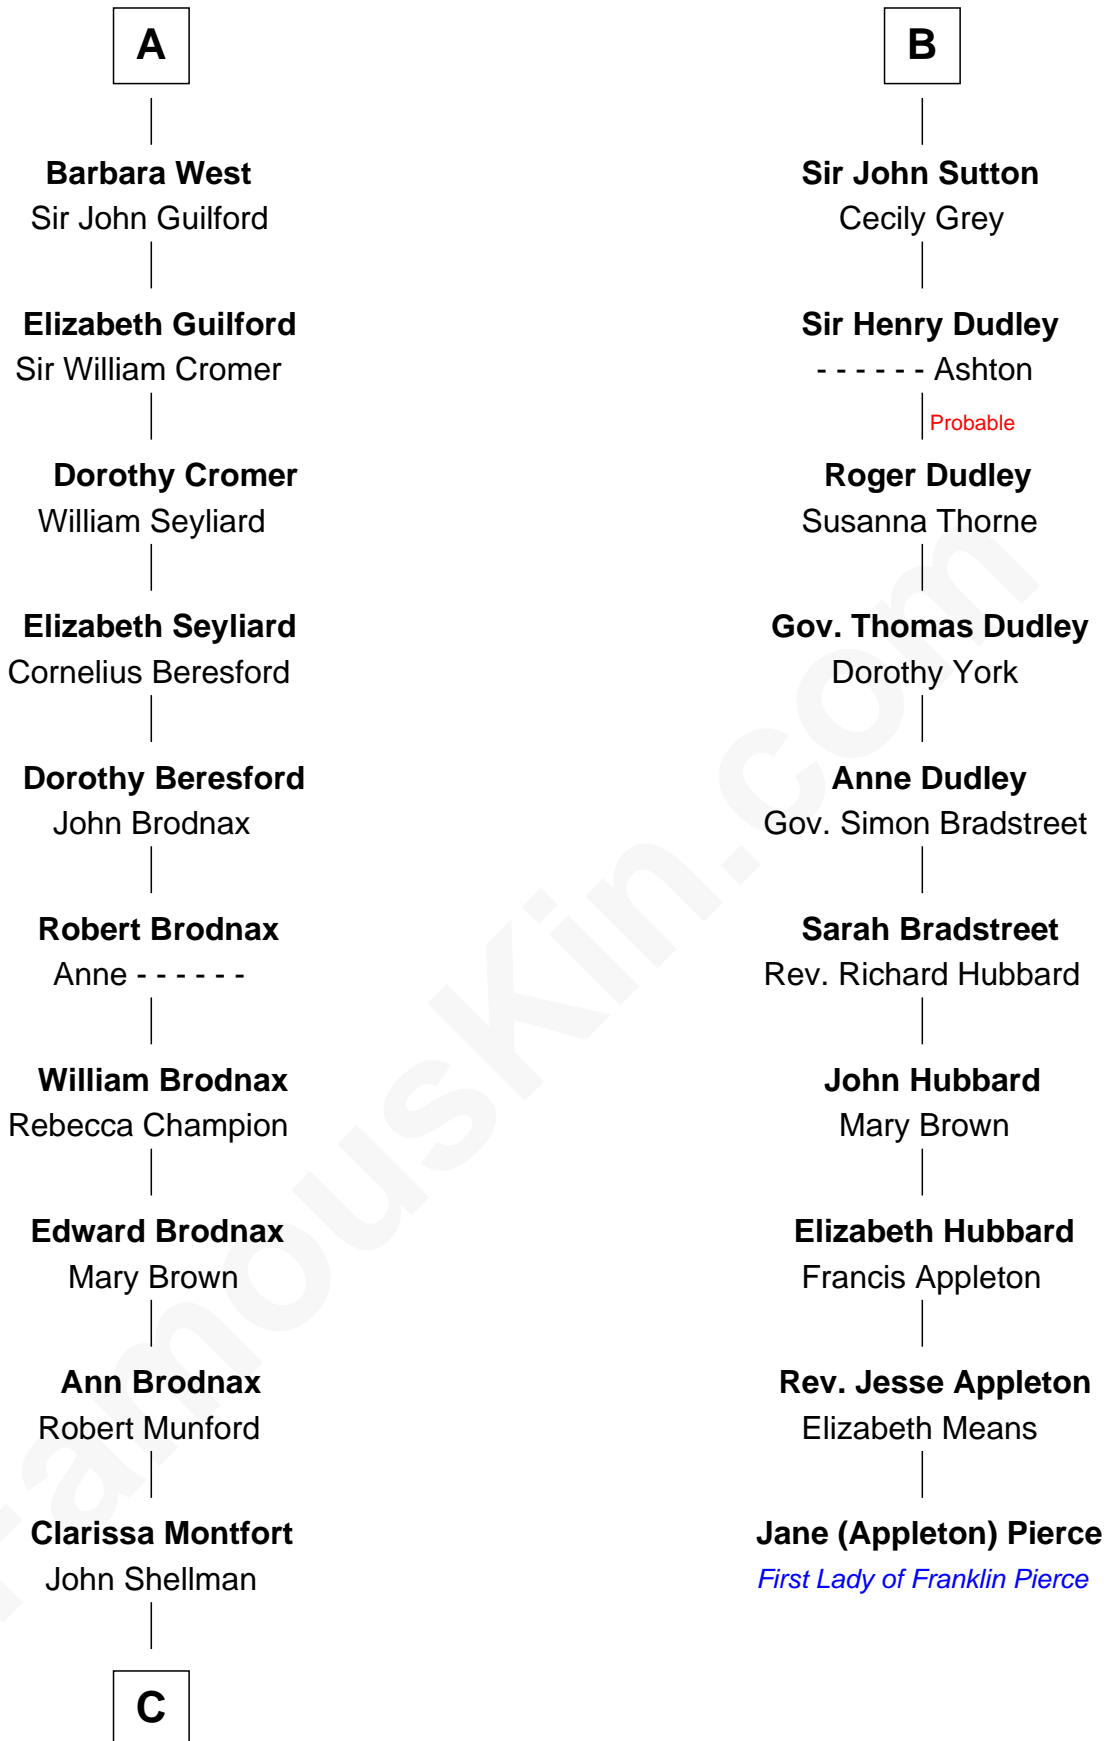 A
Barbara West
Sir John Guilford
Elizabeth Guilford
Sir William Cromer
Dorothy Cromer
William Seyliard
Elizabeth Seyliard
Cornelius Beresford
Dorothy Beresford
John Brodnax
Robert Brodnax
Anne - - - - - -
William Brodnax
Rebecca Champion
Edward Brodnax
Mary Brown
Ann Brodnax
Robert Munford
Clarissa Montfort
John Shellman
C
B
Sir John Sutton
Cecily Grey
Sir Henry Dudley
- - - - - - Ashton
Probable
Roger Dudley
Susanna Thorne
Gov. Thomas Dudley
Dorothy York
Anne Dudley
Gov. Simon Bradstreet
Sarah Bradstreet
Rev. Richard Hubbard
John Hubbard
Mary Brown
Elizabeth Hubbard
Francis Appleton
Rev. Jesse Appleton
Elizabeth Means
Jane (Appleton) Pierce
First Lady of Franklin Pierce
FamousKin.com